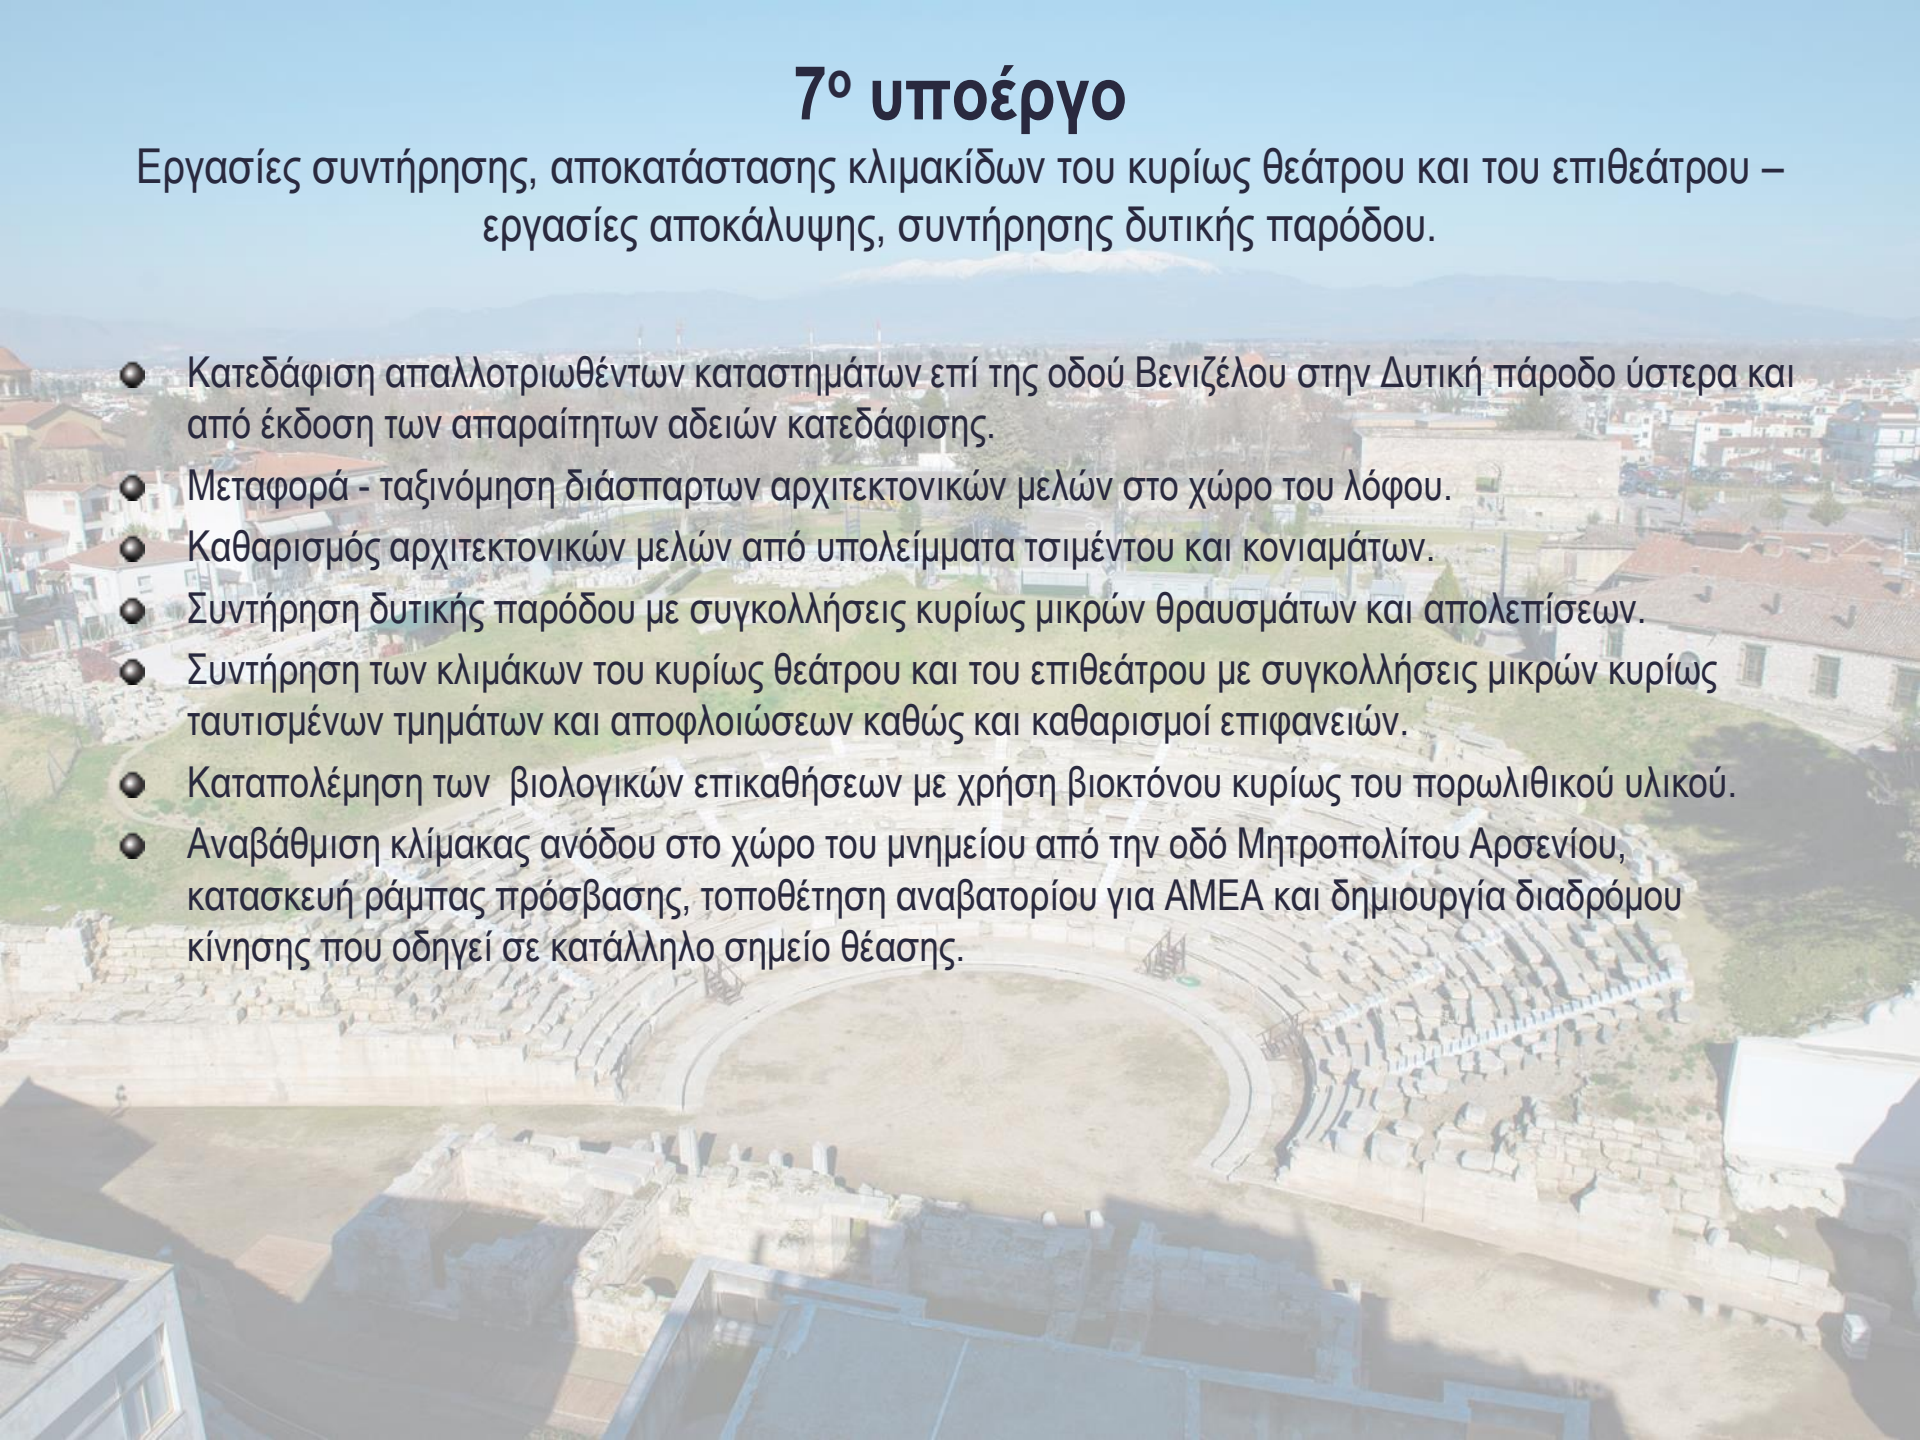 7ο υποέργο
Εργασίες συντήρησης, αποκατάστασης κλιμακίδων του κυρίως θεάτρου και του επιθεάτρου –
εργασίες αποκάλυψης, συντήρησης δυτικής παρόδου.
Κατεδάφιση απαλλοτριωθέντων καταστημάτων επί της οδού Βενιζέλου στην Δυτική πάροδο ύστερα και
από έκδοση των απαραίτητων αδειών κατεδάφισης.
Μεταφορά - ταξινόμηση διάσπαρτων αρχιτεκτονικών μελών στο χώρο του λόφου.
Καθαρισμός αρχιτεκτονικών μελών από υπολείμματα τσιμέντου και κονιαμάτων.
Συντήρηση δυτικής παρόδου με συγκολλήσεις κυρίως μικρών θραυσμάτων και απολεπίσεων.
Συντήρηση των κλιμάκων του κυρίως θεάτρου και του επιθεάτρου με συγκολλήσεις μικρών κυρίως
ταυτισμένων τμημάτων και αποφλοιώσεων καθώς και καθαρισμοί επιφανειών.
Καταπολέμηση των  βιολογικών επικαθήσεων με χρήση βιοκτόνου κυρίως του πορωλιθικού υλικού.
Αναβάθμιση κλίμακας ανόδου στο χώρο του μνημείου από την οδό Μητροπολίτου Αρσενίου,
κατασκευή ράμπας πρόσβασης, τοποθέτηση αναβατορίου για ΑΜΕΑ και δημιουργία διαδρόμου
κίνησης που οδηγεί σε κατάλληλο σημείο θέασης.